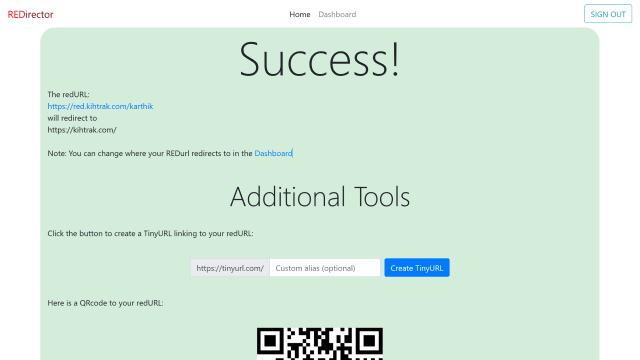 REDirector
Home Dashboard
SIGN OUT
Success!
The redURL:
https://red.kihtrak.com/karthik
will redirect to
https://kihtrak.com/
Note: You can change where your REDurl redirects to in the Dashboard
Additional Tools
Click the button to create a TinyURL linking to your redURL:
https://tinyurl.com/ Custom alias (optional) Create TinyURL
Here is a QRcode to your redURL: